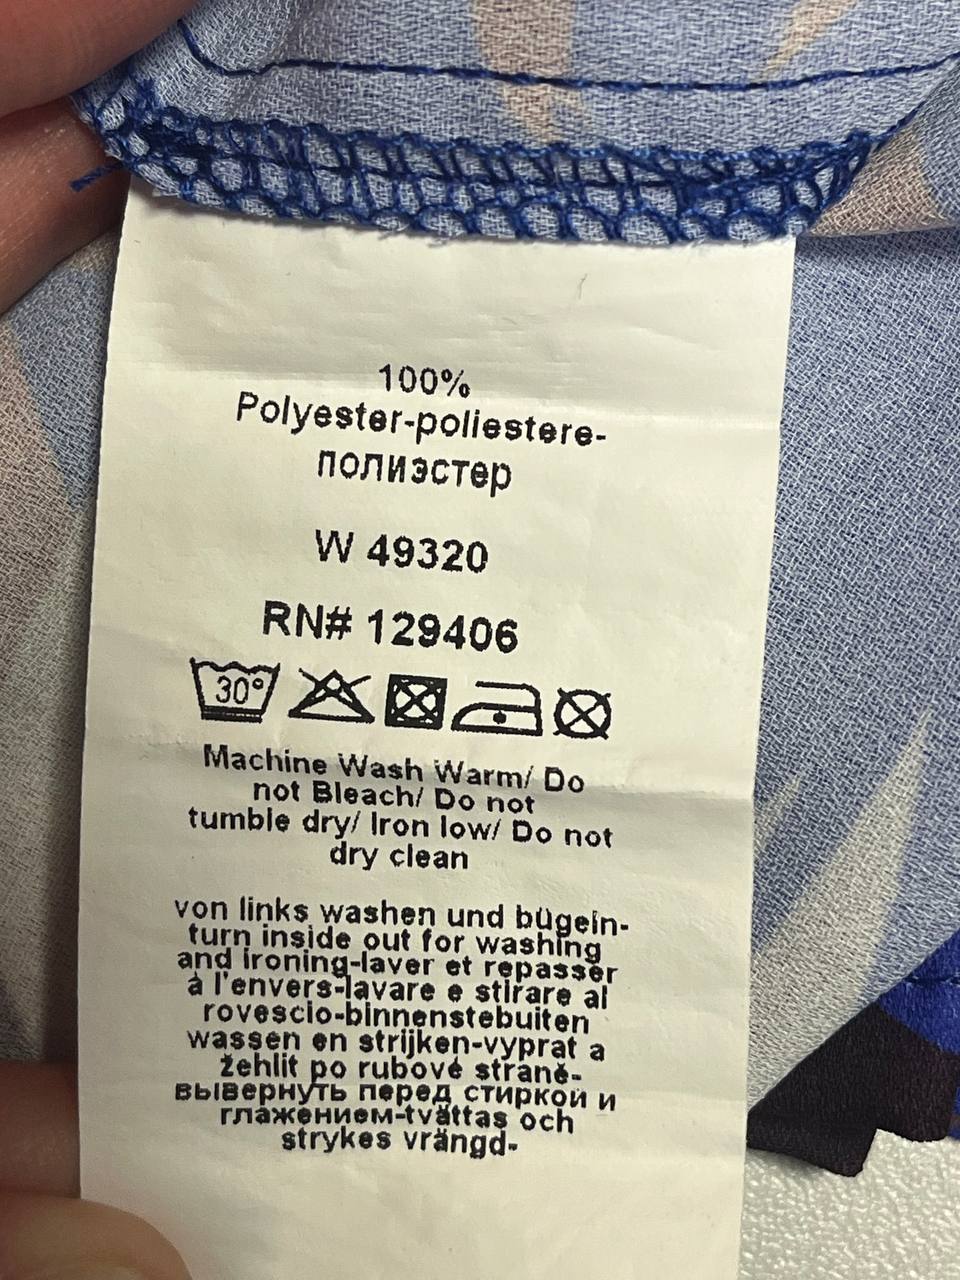 100%
Polyester-poliestere-
полиэстер
W 49320
RN# 129406
30°
Machine Wash Warm/ Do
not Bleach/ Do not
tumble dry/ Iron low/ Do not
dry clean
von links washen und bügeln-
turn inside out for washing
and ironing-laver et repasser
à l'envers-lavare e stirare al
rovescio-binnenstebuiten
wassen en strijken-vyprat a
žehlit po rubové straně-
вывернуть перед стиркой и
глажением-tvättas och
strykes vrängd-